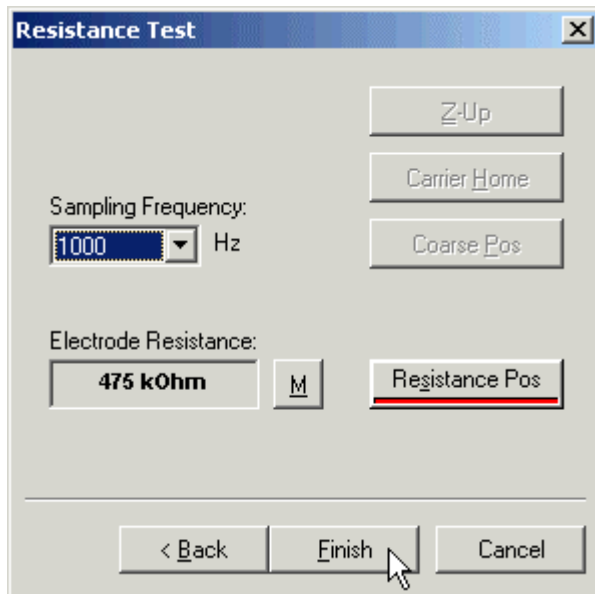 Resistance Test
Z-Up
Carrier Home
Sampling Frequency:
1000 Hz
Coarse Pos
Electrode Resistance:
475 kOhm
M
Resistance Pos
< Back
Finish
Cancel